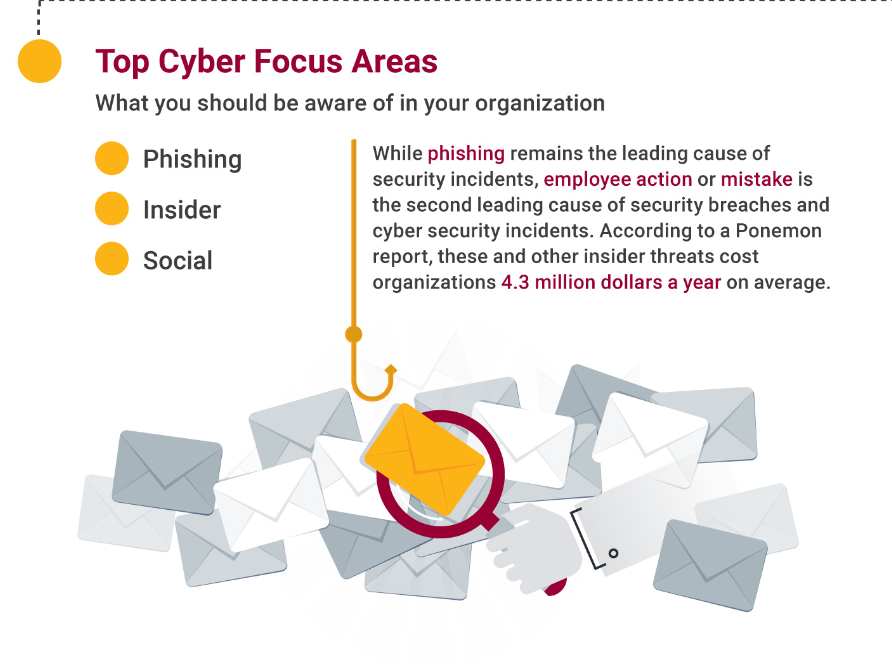 Top Cyber Focus Areas
What you should be aware of in your organization
Phishing
Insider
Social
While phishing remains the leading cause of
security incidents, employee action or mistake is
the second leading cause of security breaches and
cyber security incidents. According to a Ponemon
report, these and other insider threats cost
organizations 4.3 million dollars a year on average.